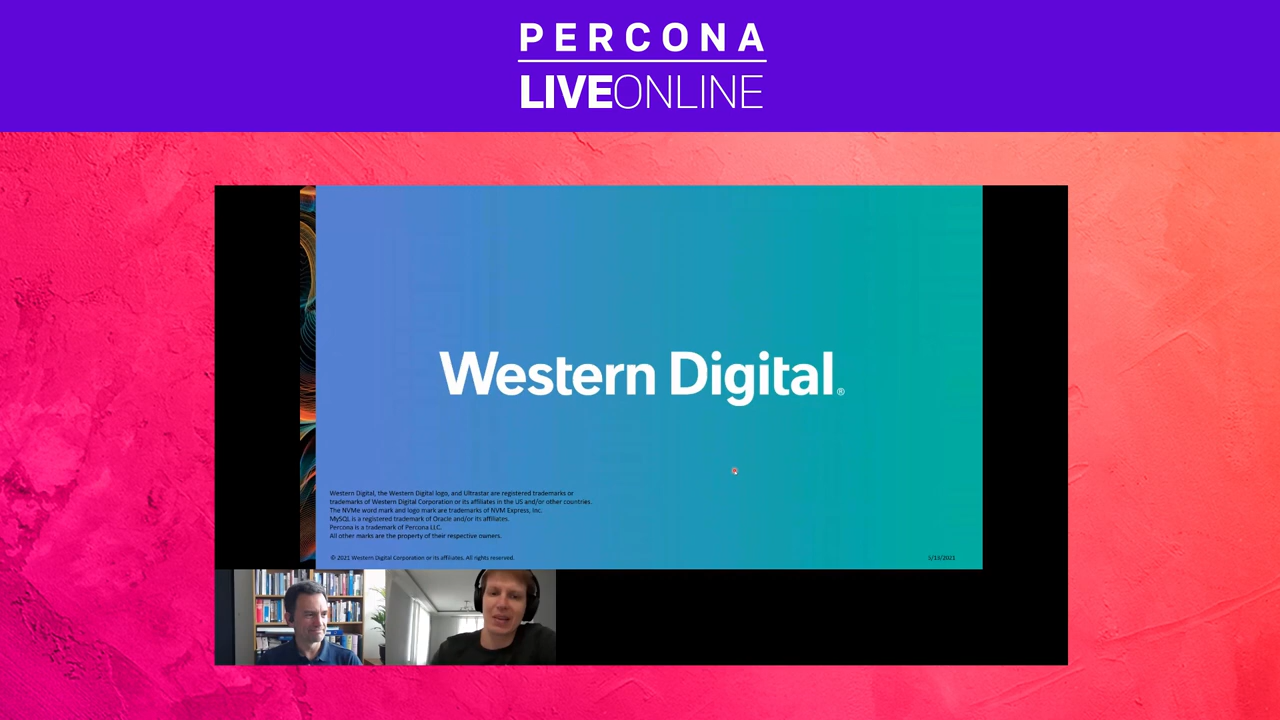 PERCONA
LIVEONLINE
Western Digital®
Western Digital, the Western Digital logo, and Ultrastar are registered trademarks or
trademarks of Western Digital Corporation or its affiliates in the US and/or other countries.
The NVMe word mark and logo mark are trademarks of NVM Express, Inc.
MySQL is a registered trademark of Oracle and/or its affiliates.
Percona is a trademark of Percona LLC.
All other marks are the property of their respective owners.
© 2021 Western Digital Corporation or its affiliates. All rights reserved.
5/13/2021